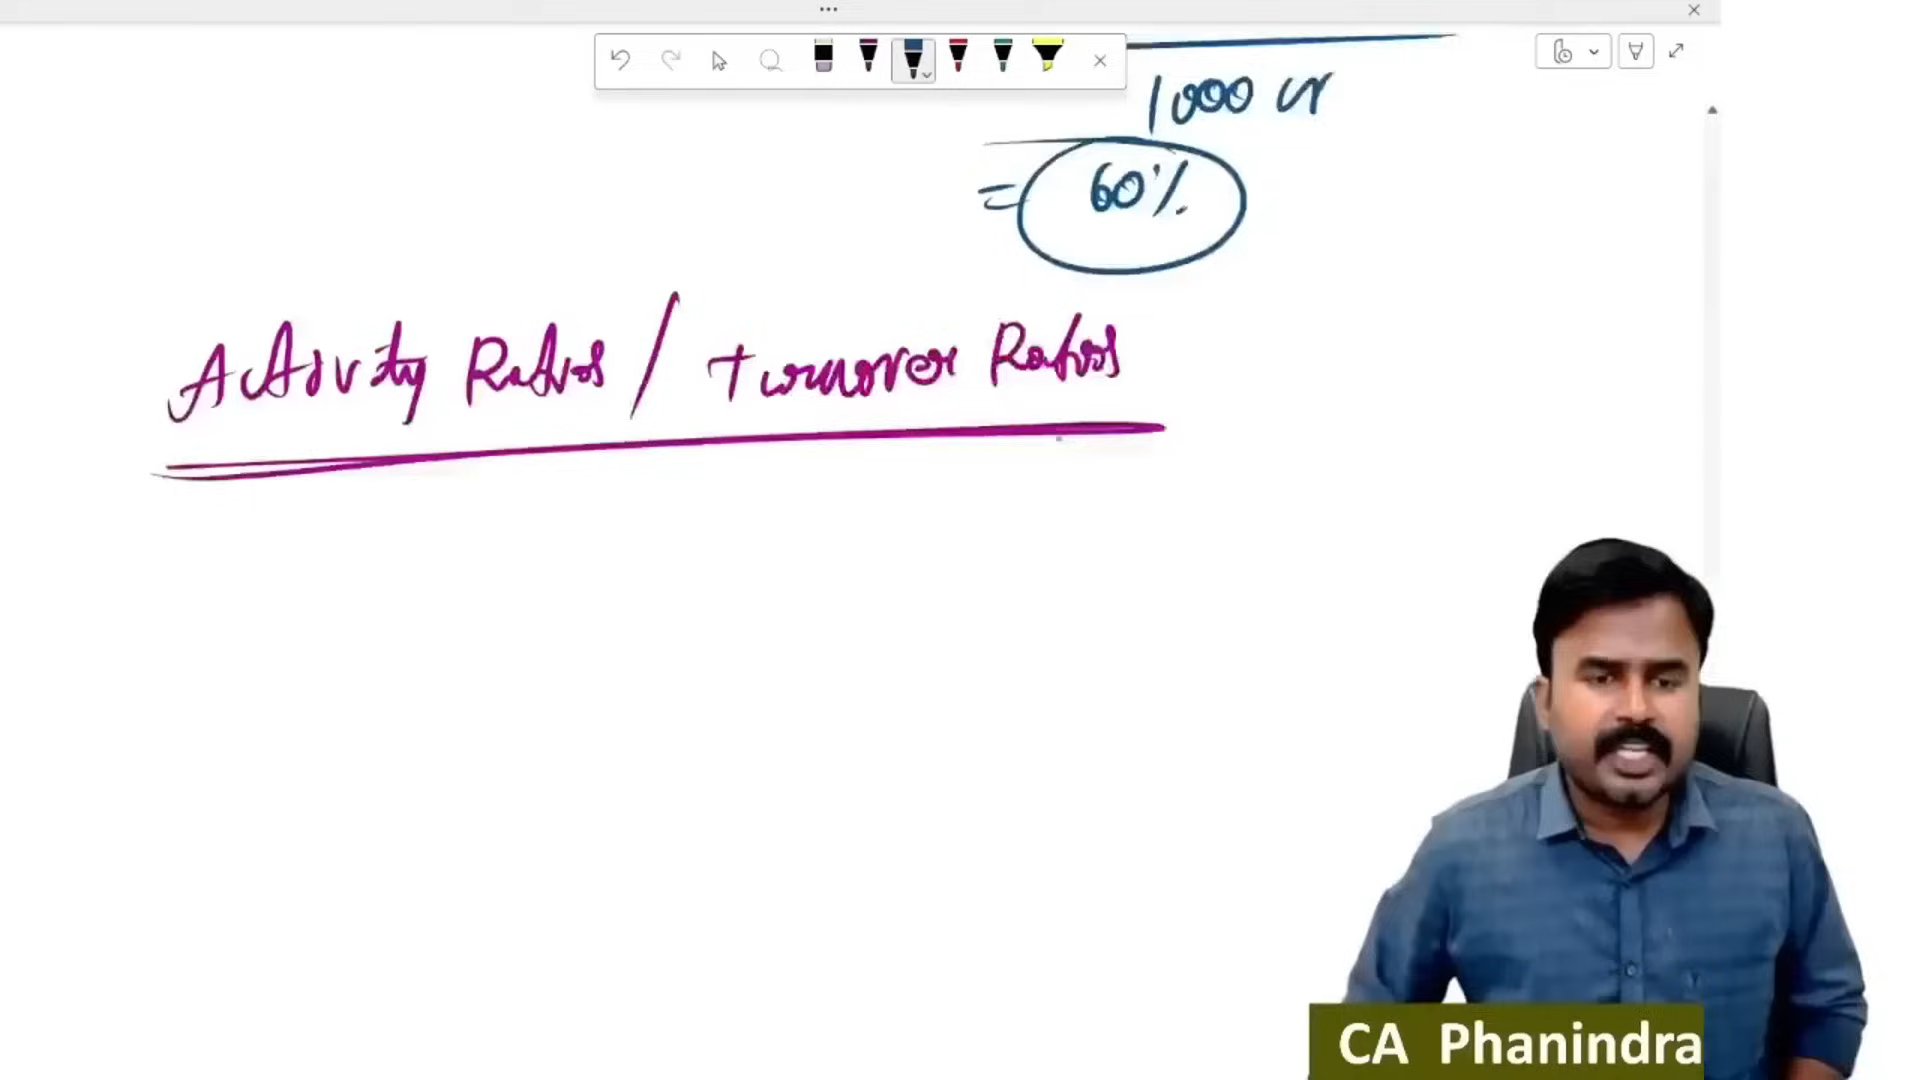 1000 cr
= 60%
Activity Ratios / Turnover Ratios
CA Phanindra